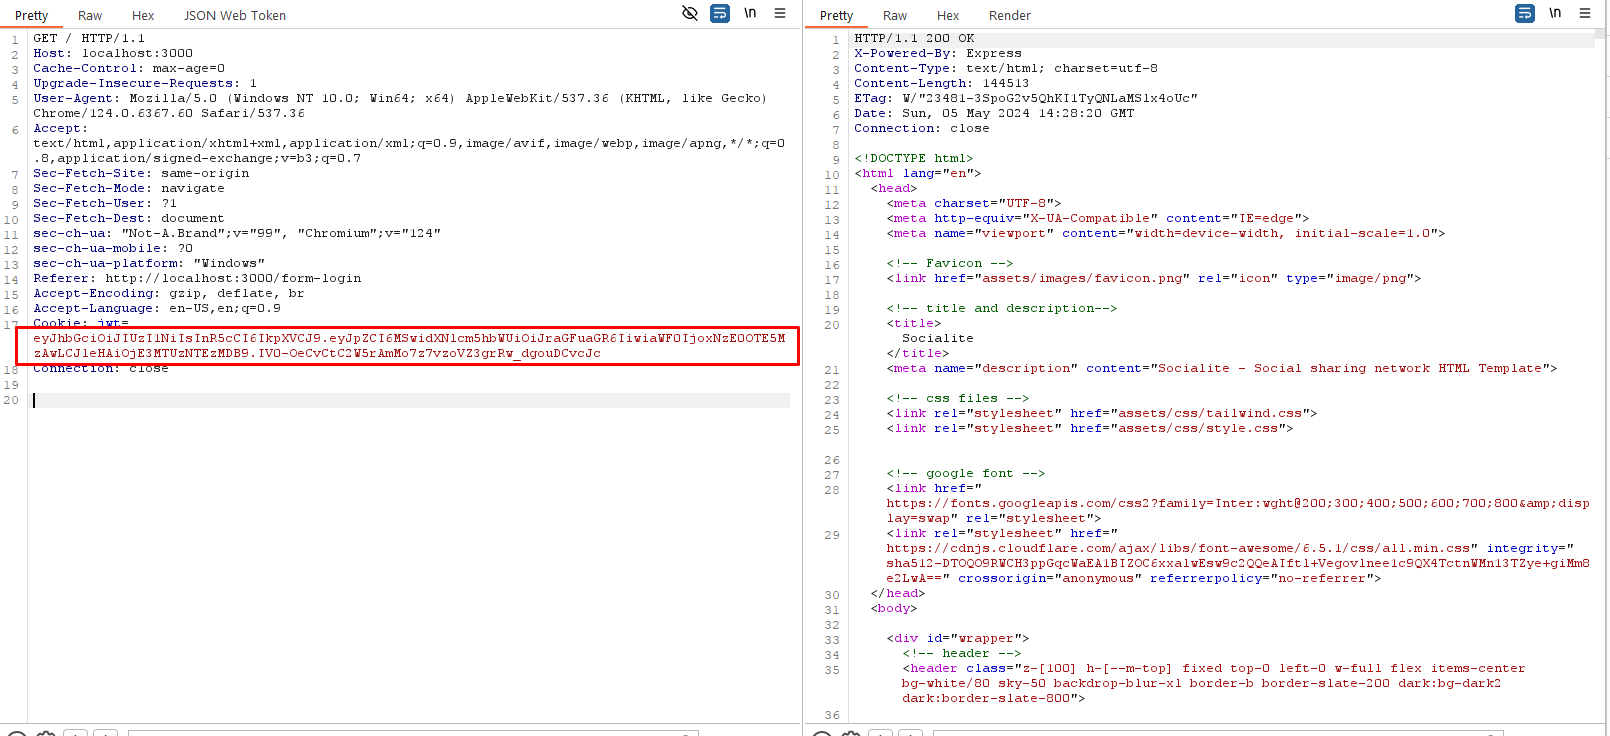 Pretty Raw Hex JSON Web Token \n
1 GET / HTTP/1.1
2 Host: localhost:3000
3 Cache-Control: max-age=0
4 Upgrade-Insecure-Requests: 1
5 User-Agent: Mozilla/5.0 (Windows NT 10.0; Win64; x64) AppleWebKit/537.36 (KHTML, like Gecko)
Chrome/124.0.6367.60 Safari/537.36
6 Accept:
text/html,application/xhtml+xml,application/xml;q=0.9,image/avif,image/webp,image/apng,*/*;q=0
.8,application/signed-exchange;v=b3;q=0.7
7 Sec-Fetch-Site: same-origin
8 Sec-Fetch-Mode: navigate
9 Sec-Fetch-User: ?1
10 Sec-Fetch-Dest: document
11 sec-ch-ua: "Not-A.Brand";v="99", "Chromium";v="124"
12 sec-ch-ua-mobile: ?0
13 sec-ch-ua-platform: "Windows"
14 Referer: http://localhost:3000/form-login
15 Accept-Encoding: gzip, deflate, br
16 Accept-Language: en-US,en;q=0.9
17 Cookie: jwt=
eyJhbGciOiJIUzI1NiIsInR5cCI6IkpXVCJ9.eyJpZCI6MSwidXNlcm5hbWUiOiJraGFuaGR6IiwiaWF0IjoxNzE0OTE5M
zAwLCJleHAiOjE3MTUzNTEzMDB9.IV0-OeCvCtC2W5rAmMo7z7vzoVZ3grRw_dgouDCvcJc
18 Connection: close
19
20
Pretty Raw Hex Render \n
1 HTTP/1.1 200 OK
2 X-Powered-By: Express
3 Content-Type: text/html; charset=utf-8
4 Content-Length: 144513
5 ETag: W/"23481-3SpoG2v5QhKI1TyQNLaMSlx4oUc"
6 Date: Sun, 05 May 2024 14:28:20 GMT
7 Connection: close
8
9 <!DOCTYPE html>
10 <html lang="en">
11 <head>
12 <meta charset="UTF-8">
13 <meta http-equiv="X-UA-Compatible" content="IE=edge">
14 <meta name="viewport" content="width=device-width, initial-scale=1.0">
15
16 <!-- Favicon -->
17 <link href="assets/images/favicon.png" rel="icon" type="image/png">
18
19 <!-- title and description-->
20 <title>
Socialite
</title>
21 <meta name="description" content="Socialite - Social sharing network HTML Template">
22
23 <!-- css files -->
24 <link rel="stylesheet" href="assets/css/tailwind.css">
25 <link rel="stylesheet" href="assets/css/style.css">
26
27 <!-- google font -->
28 <link href="
https://fonts.googleapis.com/css2?family=Inter:wght@200;300;400;500;600;700;800&amp;disp
lay=swap" rel="stylesheet">
29 <link rel="stylesheet" href="
https://cdnjs.cloudflare.com/ajax/libs/font-awesome/6.5.1/css/all.min.css" integrity="
sha512-DTOQO9RWCH3ppGqcWaEA1BIZOC6xxalwEsw9c2QQeAIftl+Vegovlnee1c9QX4TctnWMn13TZye+giMm8
e2LwA==" crossorigin="anonymous" referrerpolicy="no-referrer">
30 </head>
31 <body>
32
33 <div id="wrapper">
34 <!-- header -->
35 <header class="z-[100] h-[--m-top] fixed top-0 left-0 w-full flex items-center
bg-white/80 sky-50 backdrop-blur-xl border-b border-slate-200 dark:bg-dark2
dark:border-slate-800">
36